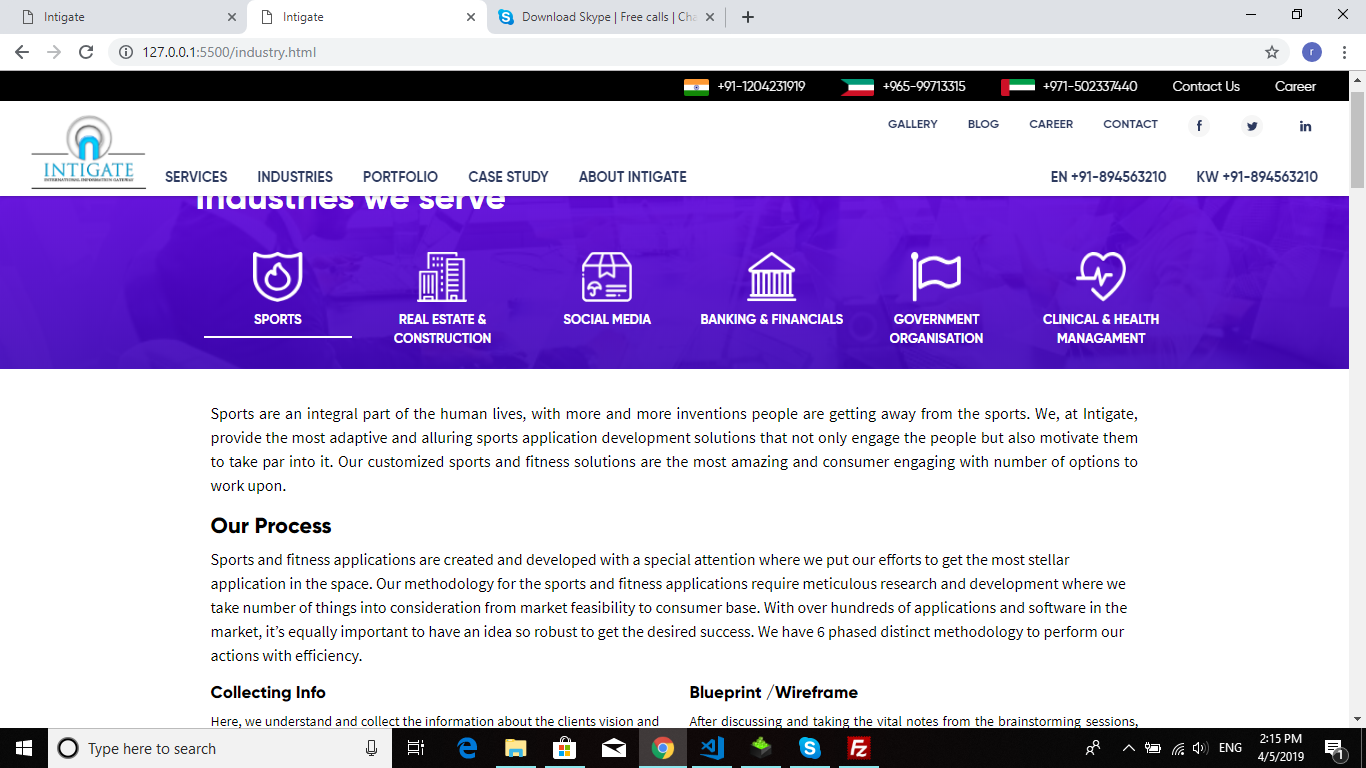 Intigate
Intigate
Download Skype | Free calls | Cha
127.0.0.1:5500/industry.html
r
+91-1204231919
+965-99713315
+971-502337440
Contact Us
Career
GALLERY
BLOG
CAREER
CONTACT
INTIGATE
INTERNATIONAL INFORMATION GATEWAY
SERVICES
INDUSTRIES
PORTFOLIO
CASE STUDY
ABOUT INTIGATE
EN +91-894563210
KW +91-894563210
Industries we serve
SPORTS
REAL ESTATE &
CONSTRUCTION
SOCIAL MEDIA
BANKING & FINANCIALS
GOVERNMENT
ORGANISATION
CLINICAL & HEALTH
MANAGAMENT
Sports are an integral part of the human lives, with more and more inventions people are getting away from the sports. We, at Intigate,
provide the most adaptive and alluring sports application development solutions that not only engage the people but also motivate them
to take par into it. Our customized sports and fitness solutions are the most amazing and consumer engaging with number of options to
work upon.
Our Process
Sports and fitness applications are created and developed with a special attention where we put our efforts to get the most stellar
application in the space. Our methodology for the sports and fitness applications require meticulous research and development where we
take number of things into consideration from market feasibility to consumer base. With over hundreds of applications and software in the
market, it's equally important to have an idea so robust to get the desired success. We have 6 phased distinct methodology to perform our
actions with efficiency.
Collecting Info
Here, we understand and collect the information about the clients vision and
Blueprint /Wireframe
After discussing and taking the vital notes from the brainstorming sessions,
Type here to search
ENG
2:15 PM
4/5/2019
1